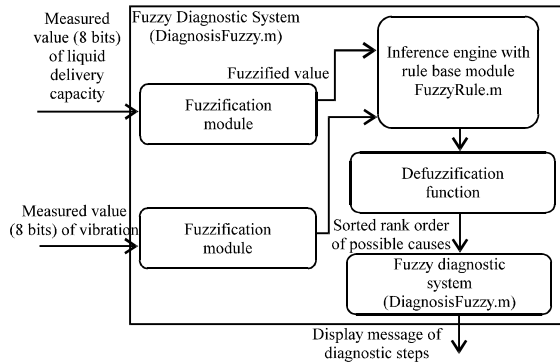 Measured
value (8 bits)
of liquid
delivery
capacity
Fuzzy Diagnostic System
(DiagnosisFuzzy.m)
Fuzzified value
Fuzzification
module
Inference engine with
rule base module
FuzzyRule.m
Defuzzification
function
Measured value
(8 bits) of vibration
Fuzzification
module
Sorted rank order
of possible causes
Fuzzy diagnostic
system
(DiagnosisFuzzy.m)
Display message of
diagnostic steps